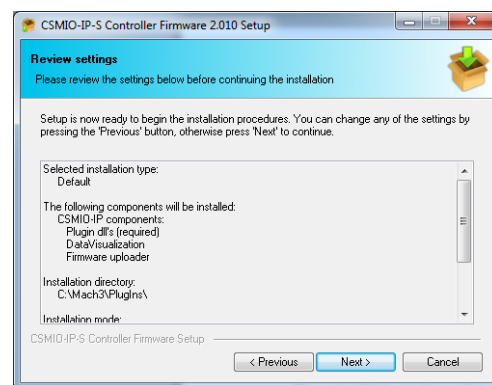 CSMIO-IP-S Controller Firmware 2.010 Setup
Review settings
Please review the settings below before continuing the installation
Setup is now ready to begin the installation procedures. You can change any of the settings by
pressing the 'Previous' button, otherwise press 'Next' to continue.
Selected installation type:
Default
The following components will be installed:
CSMIO-IP components:
Plugin dll's (required)
DataVisualization
Firmware uploader
Installation directory:
C:\Mach3\PlugIns\
Installation mode:
CSMIO-IP-S Controller Firmware Setup
< Previous
Next >
Cancel